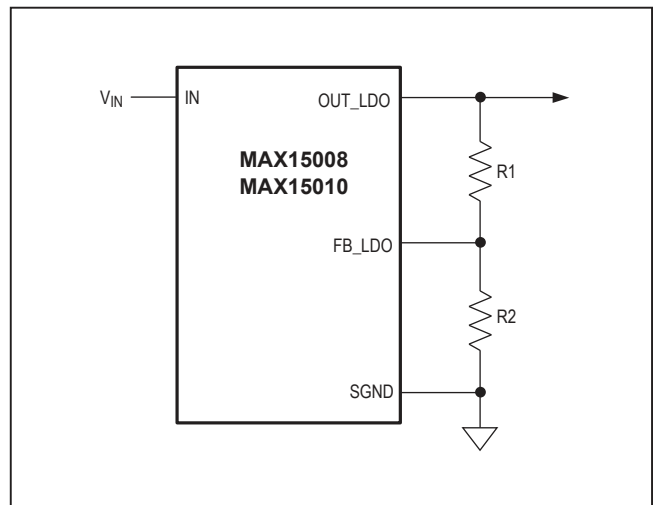 V_IN
IN
OUT_LDO
MAX15008
MAX15010
R1
FB_LDO
R2
SGND